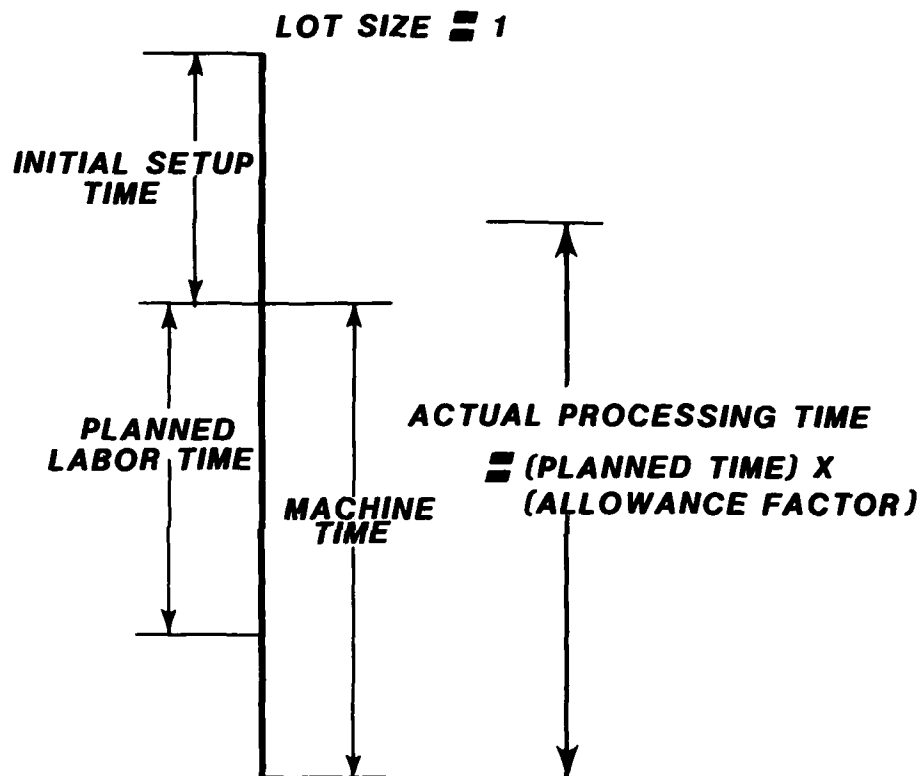 LOT SIZE = 1
INITIAL SETUP
TIME
PLANNED
LABOR TIME
MACHINE
TIME
ACTUAL PROCESSING TIME
= (PLANNED TIME) X
(ALLOWANCE FACTOR)